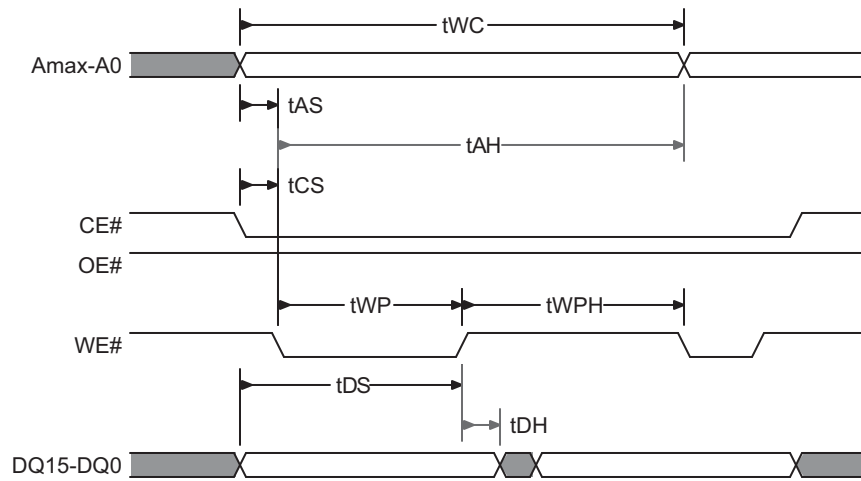 tWC
Amax-A0
tAS
tAH
tCS
CE#
OE#
tWP
tWPH
WE#
tDS
tDH
DQ15-DQ0